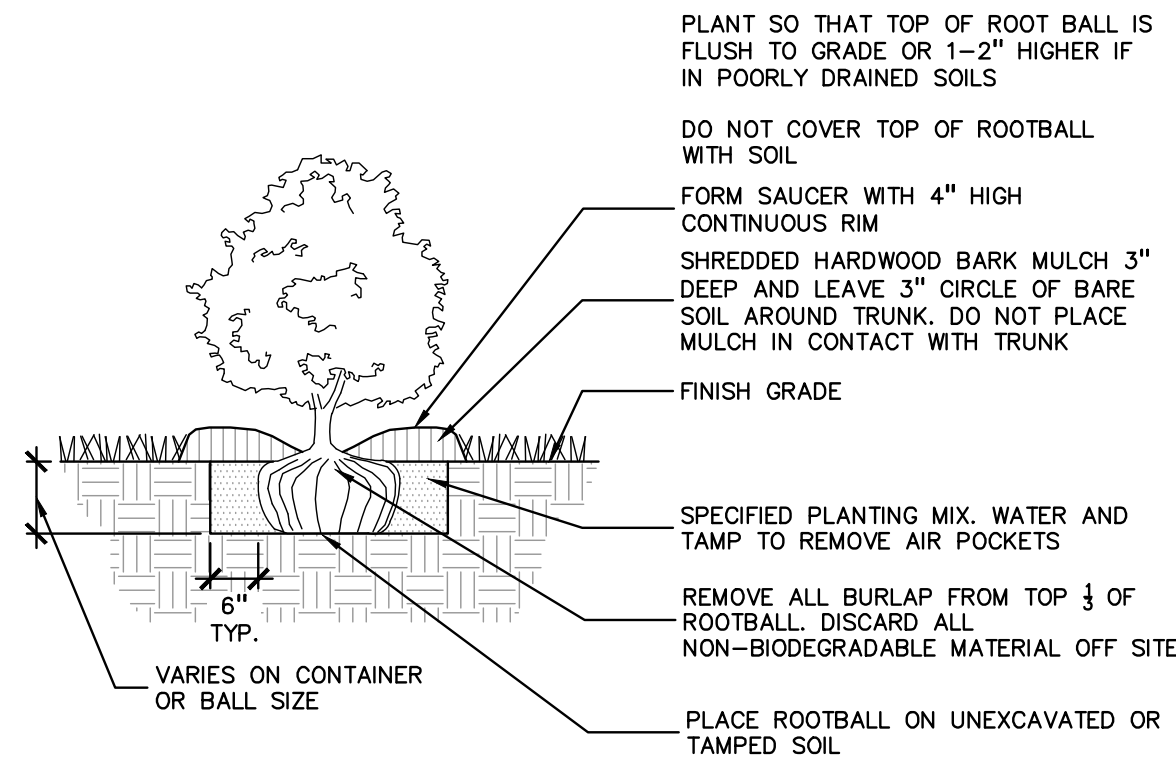 PLANT SO THAT TOP OF ROOT BALL IS
FLUSH TO GRADE OR 1-2" HIGHER IF
IN POORLY DRAINED SOILS
DO NOT COVER TOP OF ROOTBALL
WITH SOIL
FORM SAUCER WITH 4" HIGH
CONTINUOUS RIM
SHREDDED HARDWOOD BARK MULCH 3"
DEEP AND LEAVE 3" CIRCLE OF BARE
SOIL AROUND TRUNK. DO NOT PLACE
MULCH IN CONTACT WITH TRUNK
FINISH GRADE
SPECIFIED PLANTING MIX. WATER AND
TAMP TO REMOVE AIR POCKETS
REMOVE ALL BURLAP FROM TOP 1/3 OF
ROOTBALL. DISCARD ALL
NON-BIODEGRADABLE MATERIAL OFF SITE
PLACE ROOTBALL ON UNEXCAVATED OR
TAMPED SOIL
6"
TYP.
VARIES ON CONTAINER
OR BALL SIZE